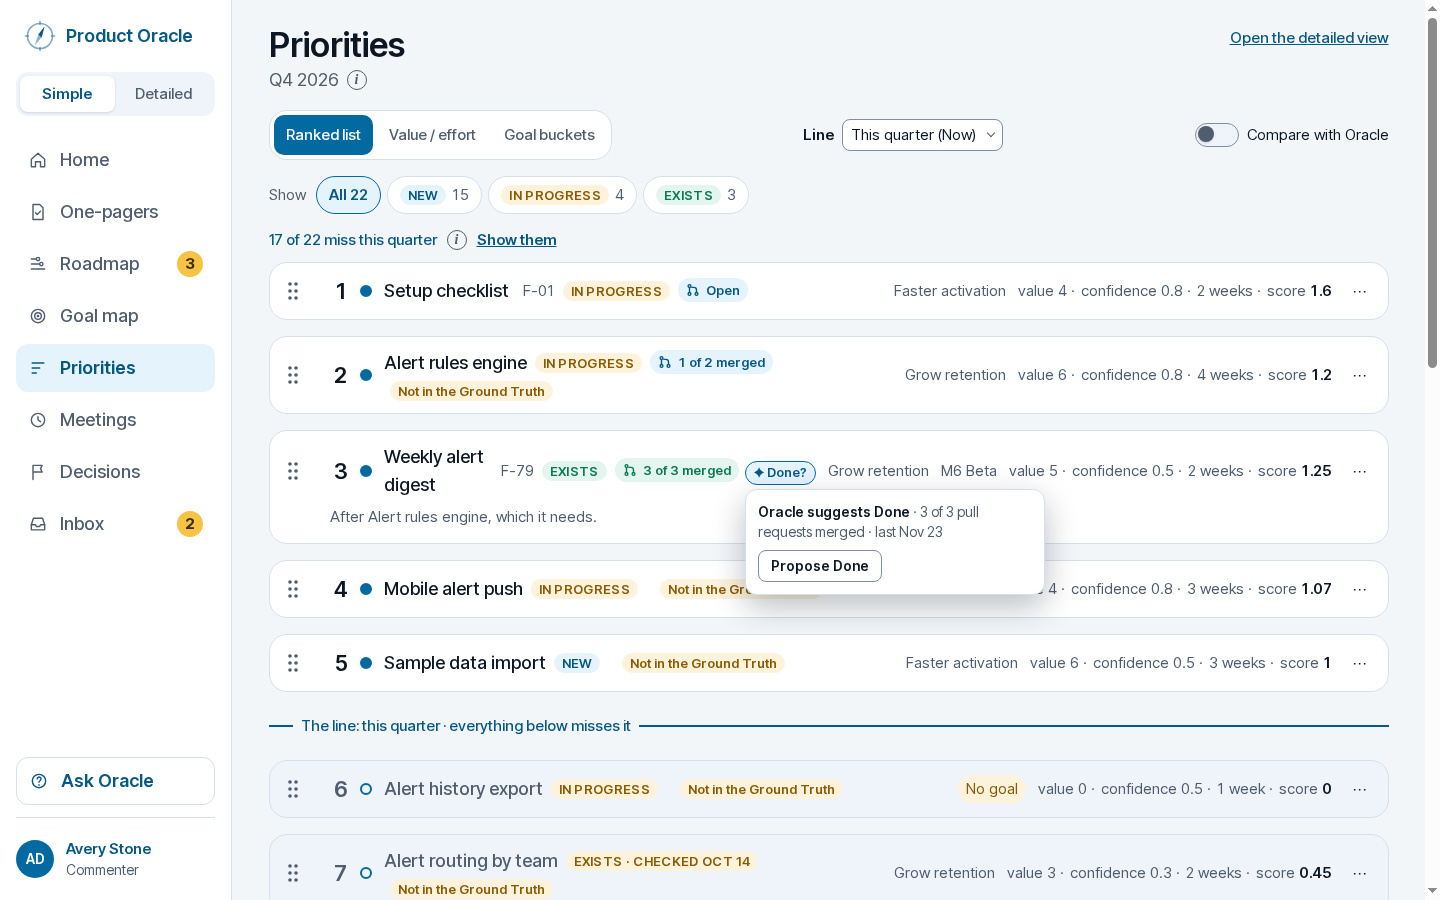 Product Oracle
Simple
Detailed
Home
One-pagers
Roadmap
3
Goal map
Priorities
Meetings
Decisions
Inbox
2
Ask Oracle
AD
Avery Stone
Commenter
Priorities
Open the detailed view
Q4 2026
i
Ranked list
Value / effort
Goal buckets
Line
This quarter (Now)
Compare with Oracle
Show
All 22
NEW 15
IN PROGRESS 4
EXISTS 3
17 of 22 miss this quarter
i
Show them
1 Setup checklist F-01 IN PROGRESS Open Faster activation value 4 · confidence 0.8 · 2 weeks · score 1.6 ···
2 Alert rules engine IN PROGRESS 1 of 2 merged Grow retention value 6 · confidence 0.8 · 4 weeks · score 1.2 ···
Not in the Ground Truth
3 Weekly alert digest F-79 EXISTS 3 of 3 merged Done? Grow retention M6 Beta value 5 · confidence 0.5 · 2 weeks · score 1.25 ···
After Alert rules engine, which it needs.
Oracle suggests Done · 3 of 3 pull
requests merged · last Nov 23
Propose Done
4 Mobile alert push IN PROGRESS Not in the Gro 4 · confidence 0.8 · 3 weeks · score 1.07 ···
5 Sample data import NEW Not in the Ground Truth Faster activation value 6 · confidence 0.5 · 3 weeks · score 1 ···
The line: this quarter · everything below misses it
6 Alert history export IN PROGRESS Not in the Ground Truth No goal value 0 · confidence 0.5 · 1 week · score 0 ···
7 Alert routing by team EXISTS · CHECKED OCT 14 Grow retention value 3 · confidence 0.3 · 2 weeks · score 0.45 ···
Not in the Ground Truth